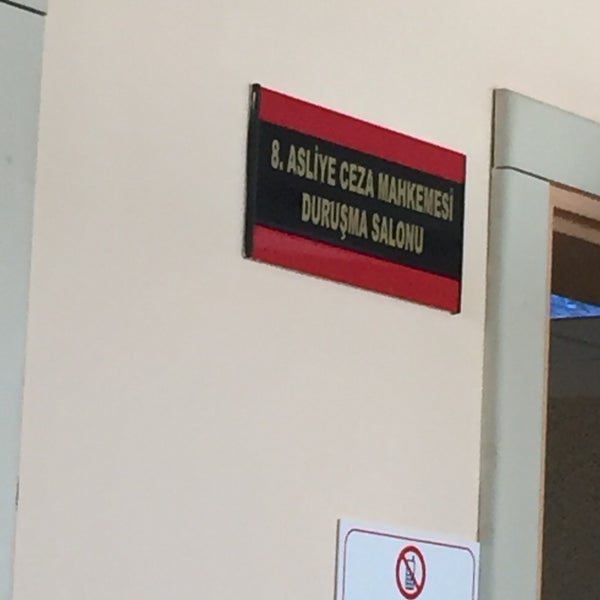 8. ASLİYE CEZA MAHKEMESİ
DURUŞMA SALONU